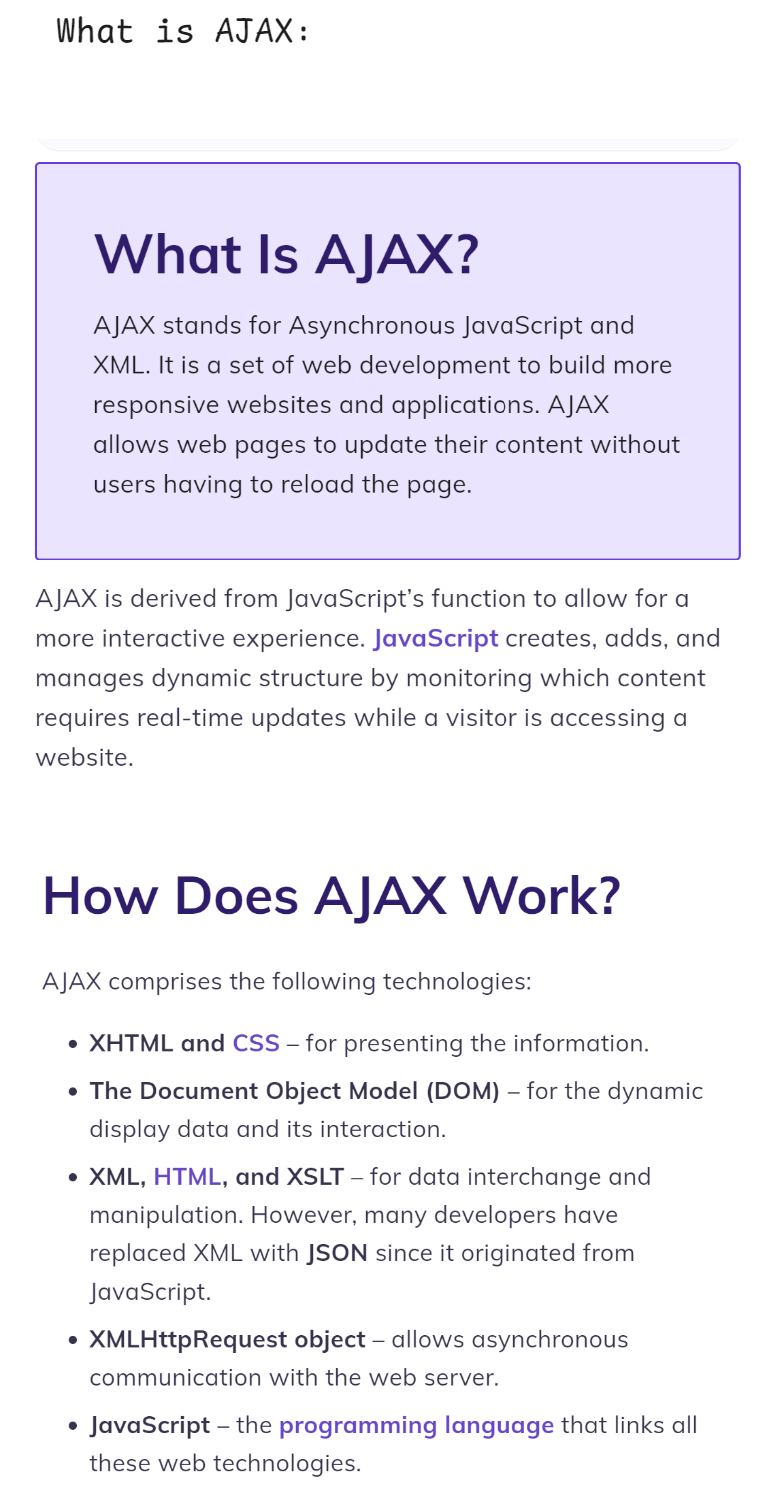 What is AJAX:
What Is AJAX?
AJAX stands for Asynchronous JavaScript and
XML. It is a set of web development to build more
responsive websites and applications. AJAX
allows web pages to update their content without
users having to reload the page.
AJAX is derived from JavaScript’s function to allow for a
more interactive experience. JavaScript creates, adds, and
manages dynamic structure by monitoring which content
requires real-time updates while a visitor is accessing a
website.
How Does AJAX Work?
AJAX comprises the following technologies:
• XHTML and CSS – for presenting the information.
• The Document Object Model (DOM) – for the dynamic
display data and its interaction.
• XML, HTML, and XSLT – for data interchange and
manipulation. However, many developers have
replaced XML with JSON since it originated from
JavaScript.
• XMLHttpRequest object – allows asynchronous
communication with the web server.
• JavaScript – the programming language that links all
these web technologies.